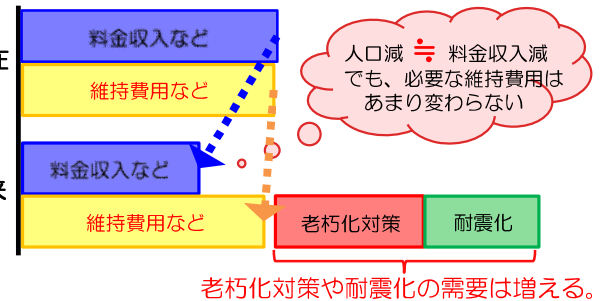 料金収入など
維持費用など
人口減 ≒ 料金収入減
でも、必要な維持費用は
あまり変わらない
料金収入など
維持費用など
老朽化対策
耐震化
老朽化対策や耐震化の需要は増える。